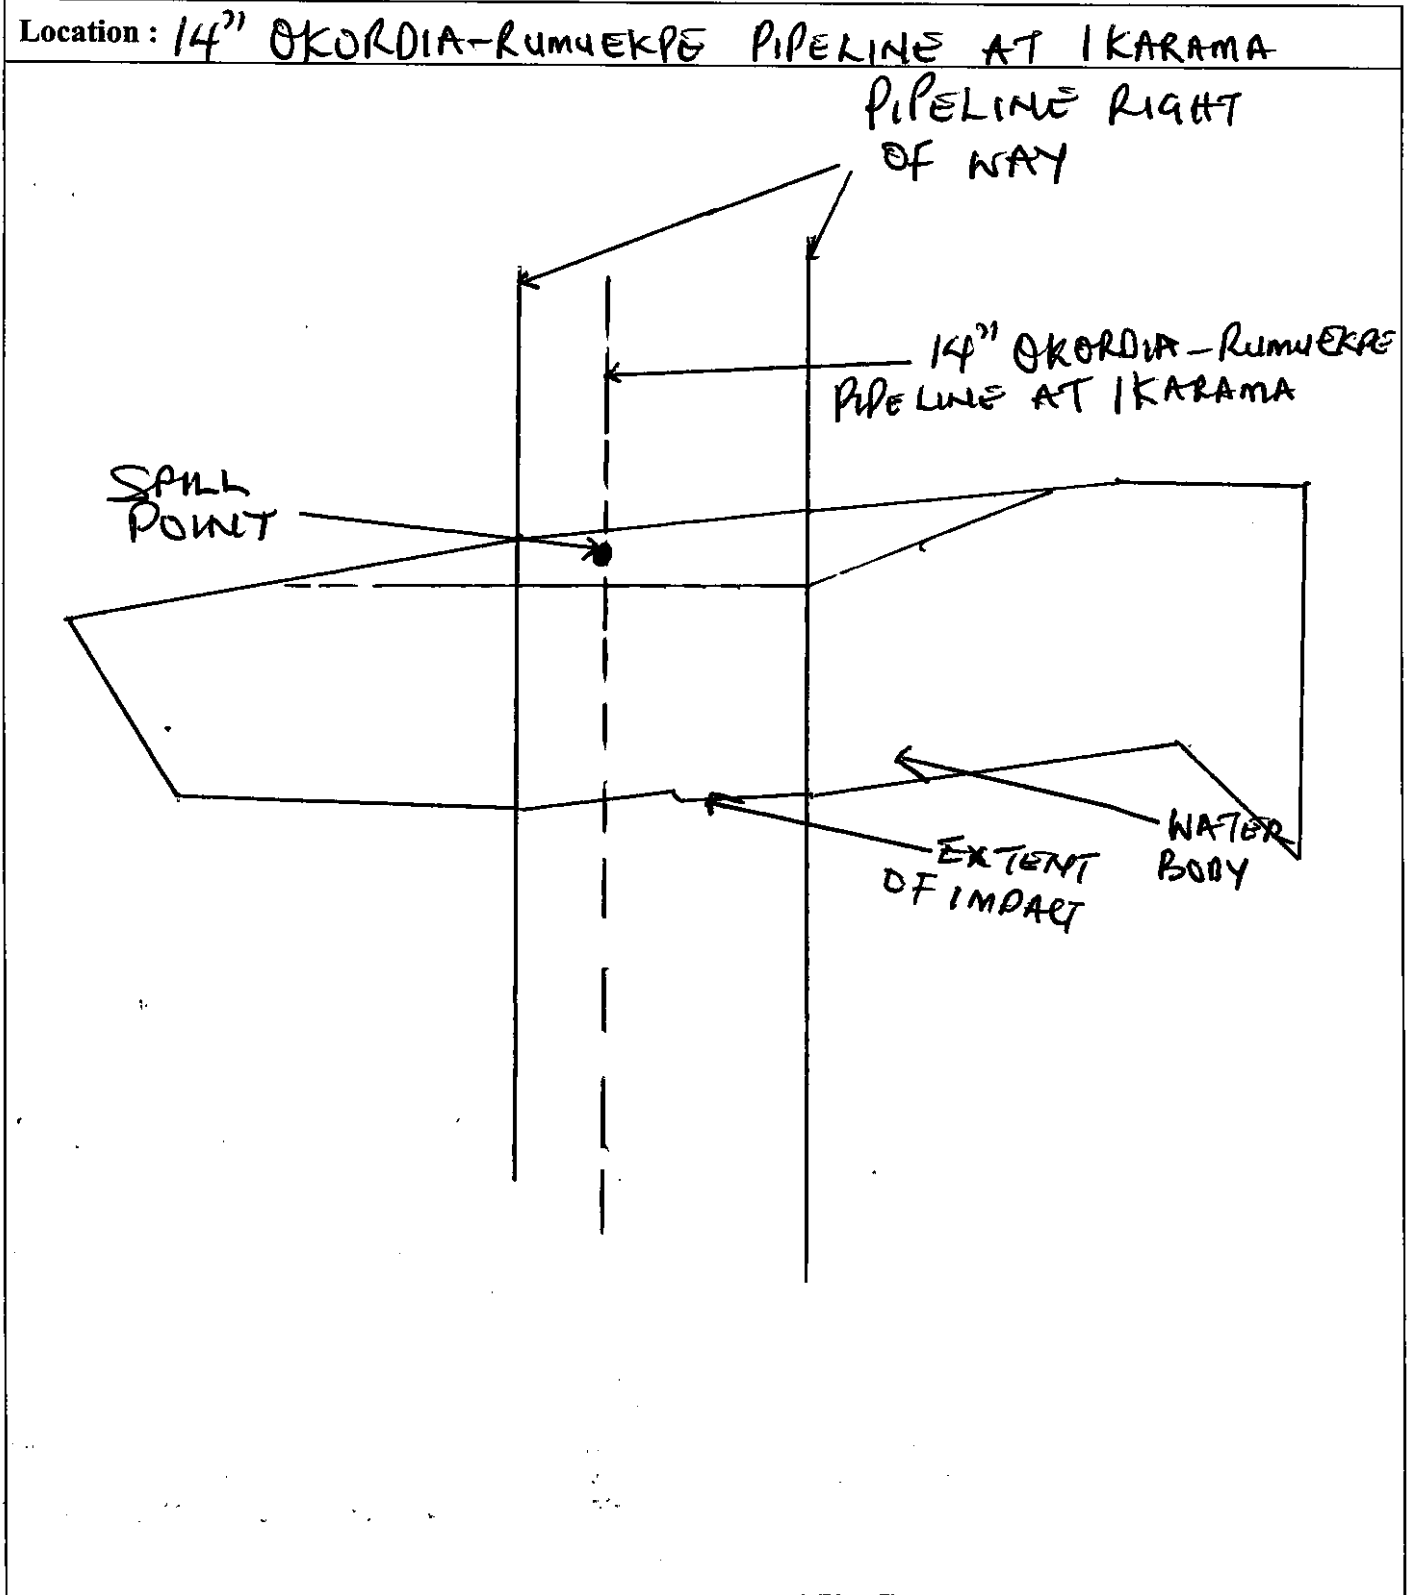 Location : 14" OKORDIA-RUMUEKPE PIPELINE AT IKARAMA
PIPELINE RIGHT
OF WAY
14" OKORDIA-RUMUEKPE
PIPELINE AT IKARAMA
SPILL
POINT
WATER
BODY
EXTENT
OF IMPACT